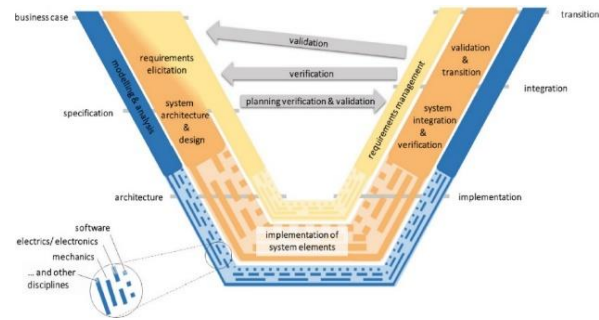 business case
transition
validation
requirements
elicitation
validation
&
transition
verification
modelling & analysis
requirements management
integration
planning verification & validation
specification
system
architecture
&
design
system
integration
&
verification
architecture
implementation
implementation of
system elements
software
electrics/ electronics
mechanics
... and other
disciplines